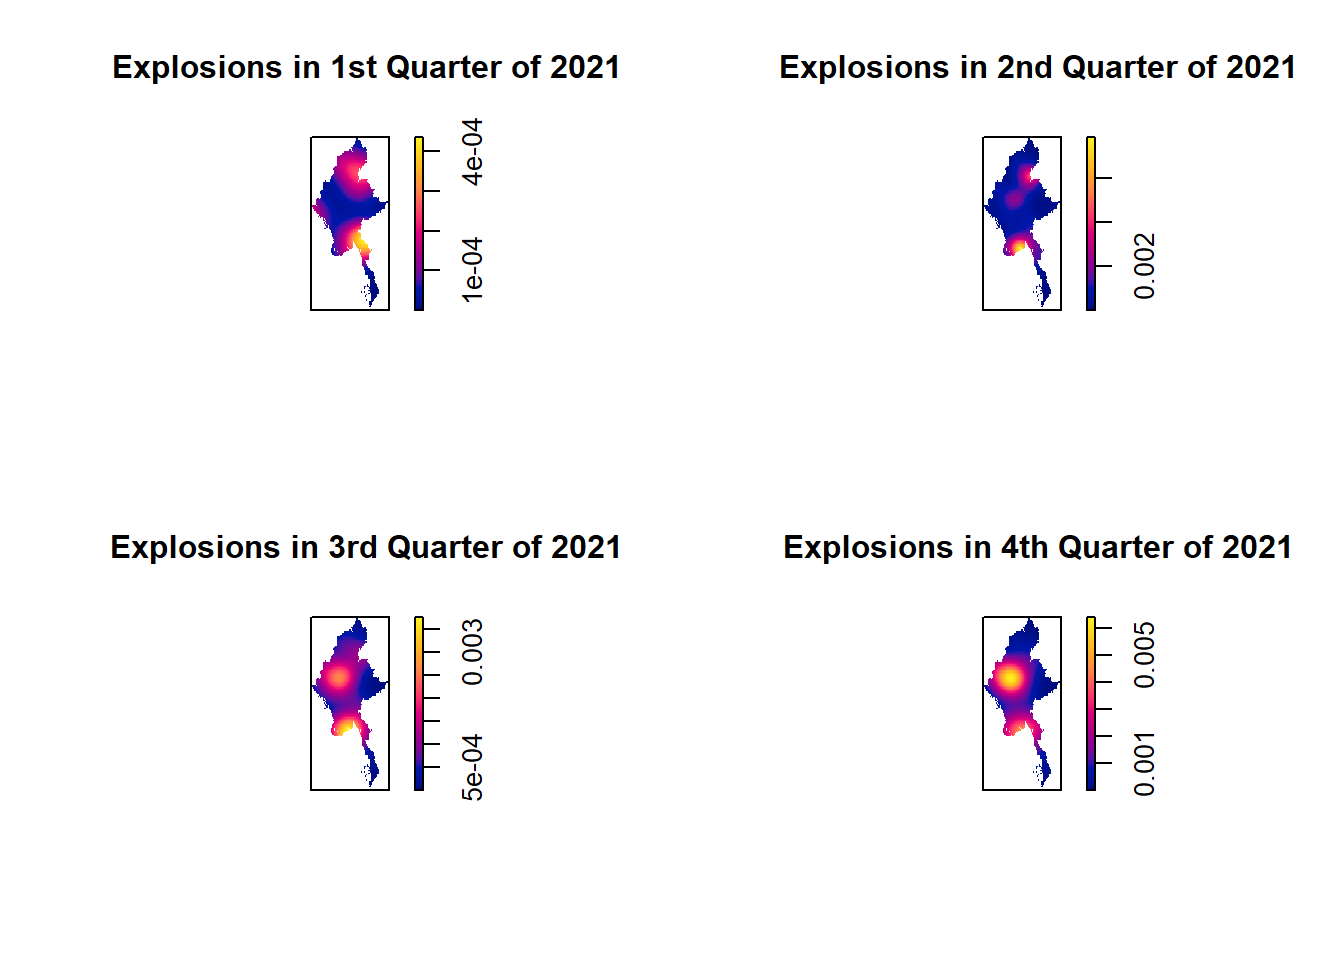 Explosions in 1st Quarter of 2021
4e-04
1e-04
Explosions in 2nd Quarter of 2021
0.002
Explosions in 3rd Quarter of 2021
0.003
5e-04
Explosions in 4th Quarter of 2021
0.005
0.001